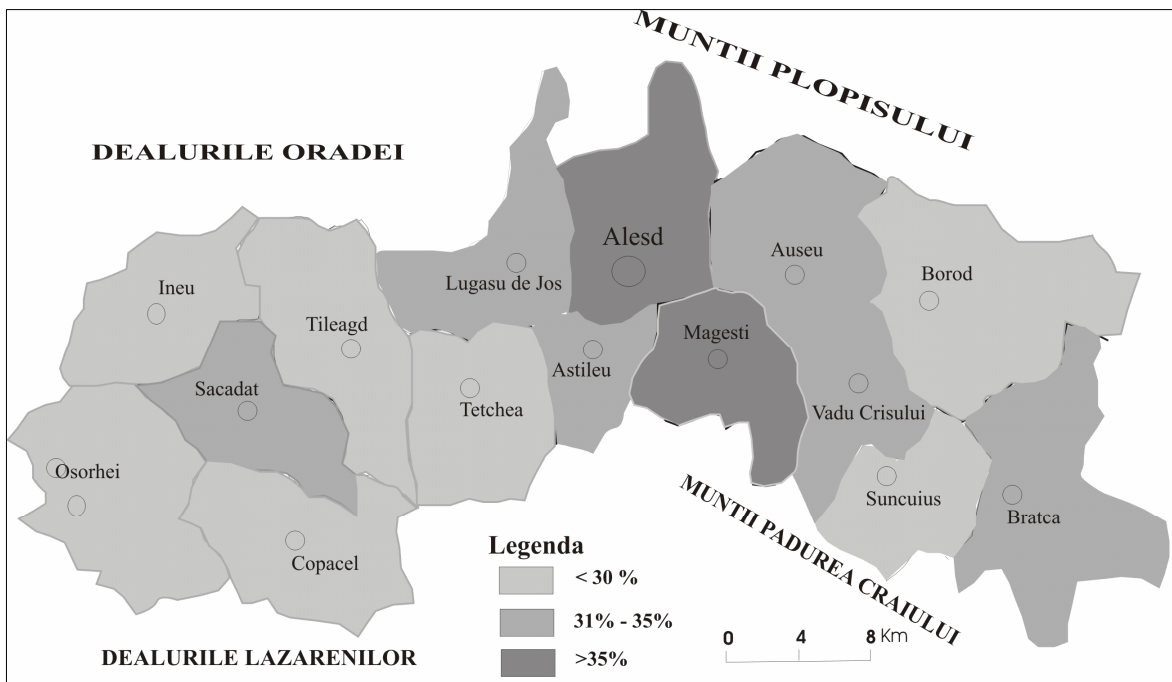 MUNTII PLOPISULUI
DEALURILE ORADEI
Alesd
Auseu
Lugasu de Jos
Borod
Ineu
Tileagd
Magesti
Astileu
Sacadat
Tetchea
Vadu Crisului
Osorhei
Suncuius
Bratca
MUNTII PADUREA CRAIULUI
Copacel
Legenda
< 30 %
31% - 35%
>35%
0 4 8 Km
DEALURILE LAZARENILOR